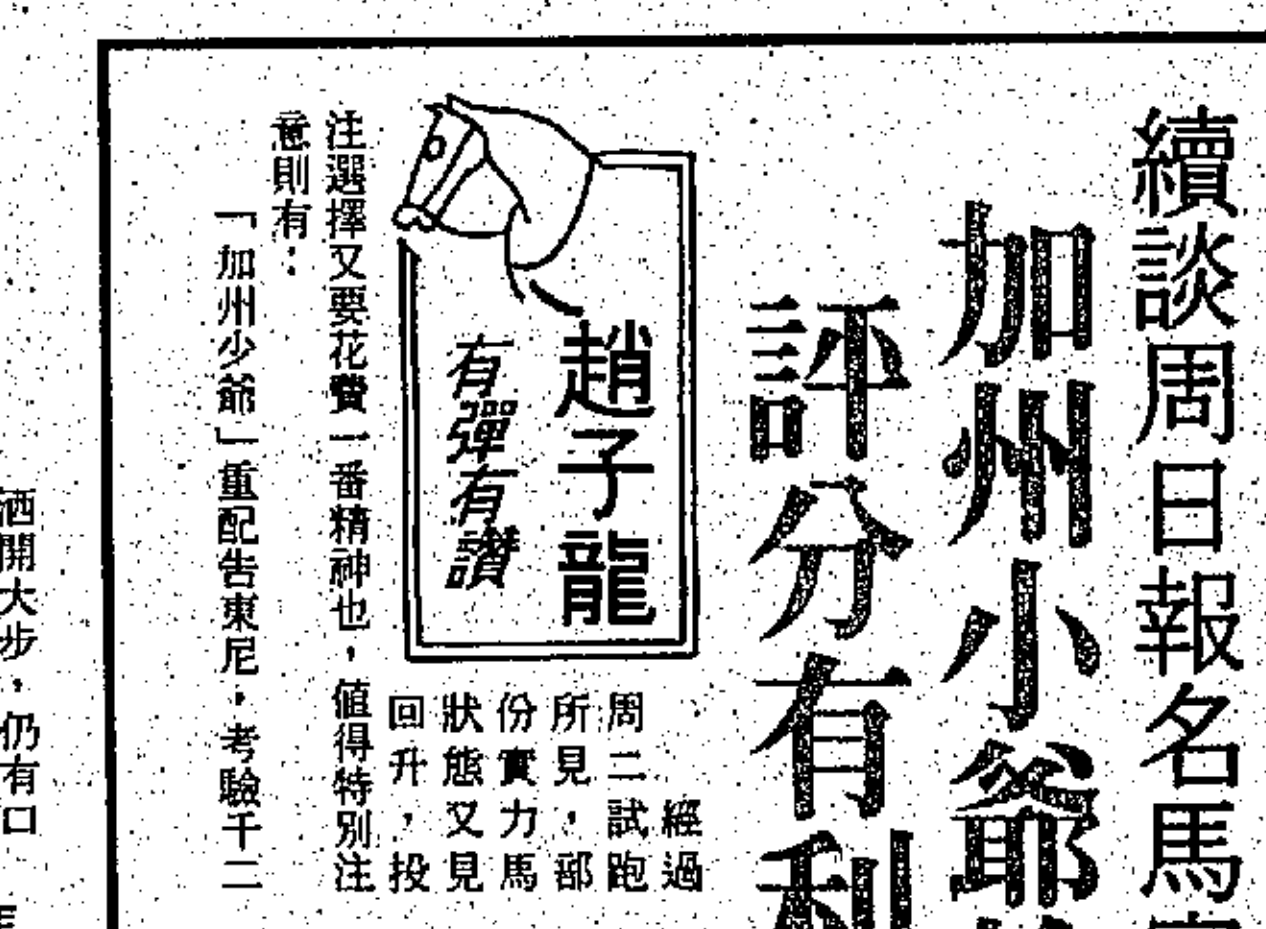 續談周日報名馬
加州小爺
評分有利
趙子龍
有彈有讚
經過
周二試跑
所見，部
份實力馬
狀態又見
回升，投
注選擇又要花費一番精神也，值得特別注
意則有：
「加州少爺」重配告東尼，考驗千二
洒開大步，仍有口